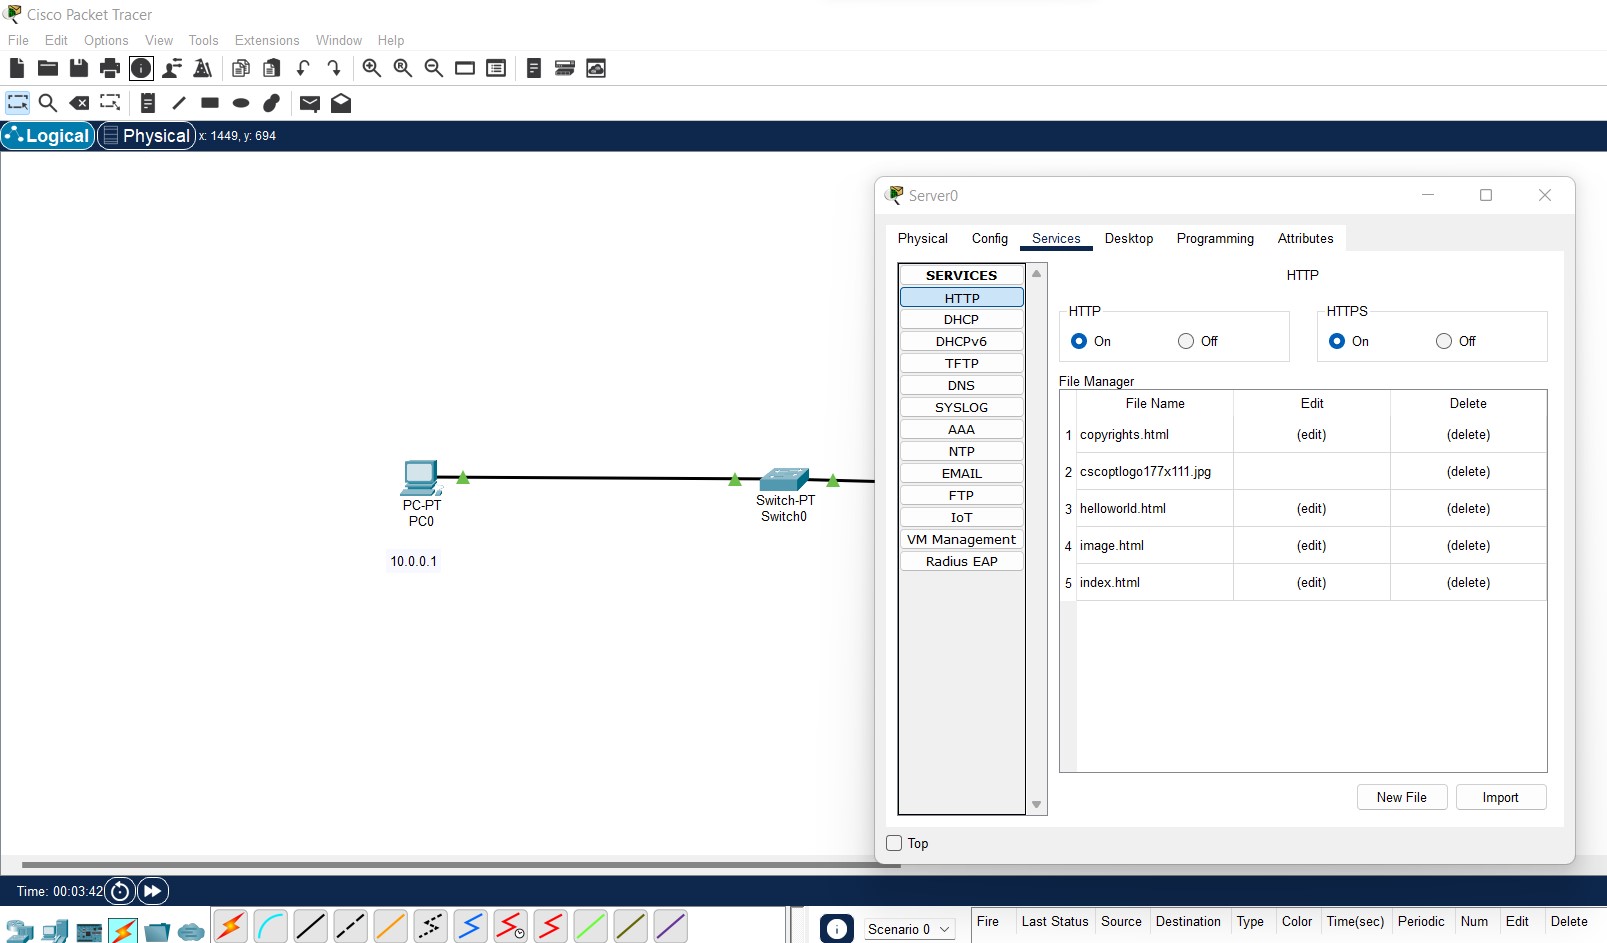 Cisco Packet Tracer
File Edit Options View Tools Extensions Window Help
Logical Physical x: 1449, y: 694
PC-PT
PC0
10.0.0.1
Switch-PT
Switch0
Server0
Physical Config Services Desktop Programming Attributes
SERVICES
HTTP
DHCP
DHCPv6
TFTP
DNS
SYSLOG
AAA
NTP
EMAIL
FTP
IoT
VM Management
Radius EAP
HTTP
HTTP
On Off
HTTPS
On Off
File Manager
File Name Edit Delete
1 copyrights.html (edit) (delete)
2 cscoptlogo177x111.jpg (delete)
3 helloworld.html (edit) (delete)
4 image.html (edit) (delete)
5 index.html (edit) (delete)
New File Import
Top
Time: 00:03:42
Scenario 0
Fire Last Status Source Destination Type Color Time(sec) Periodic Num Edit Delete